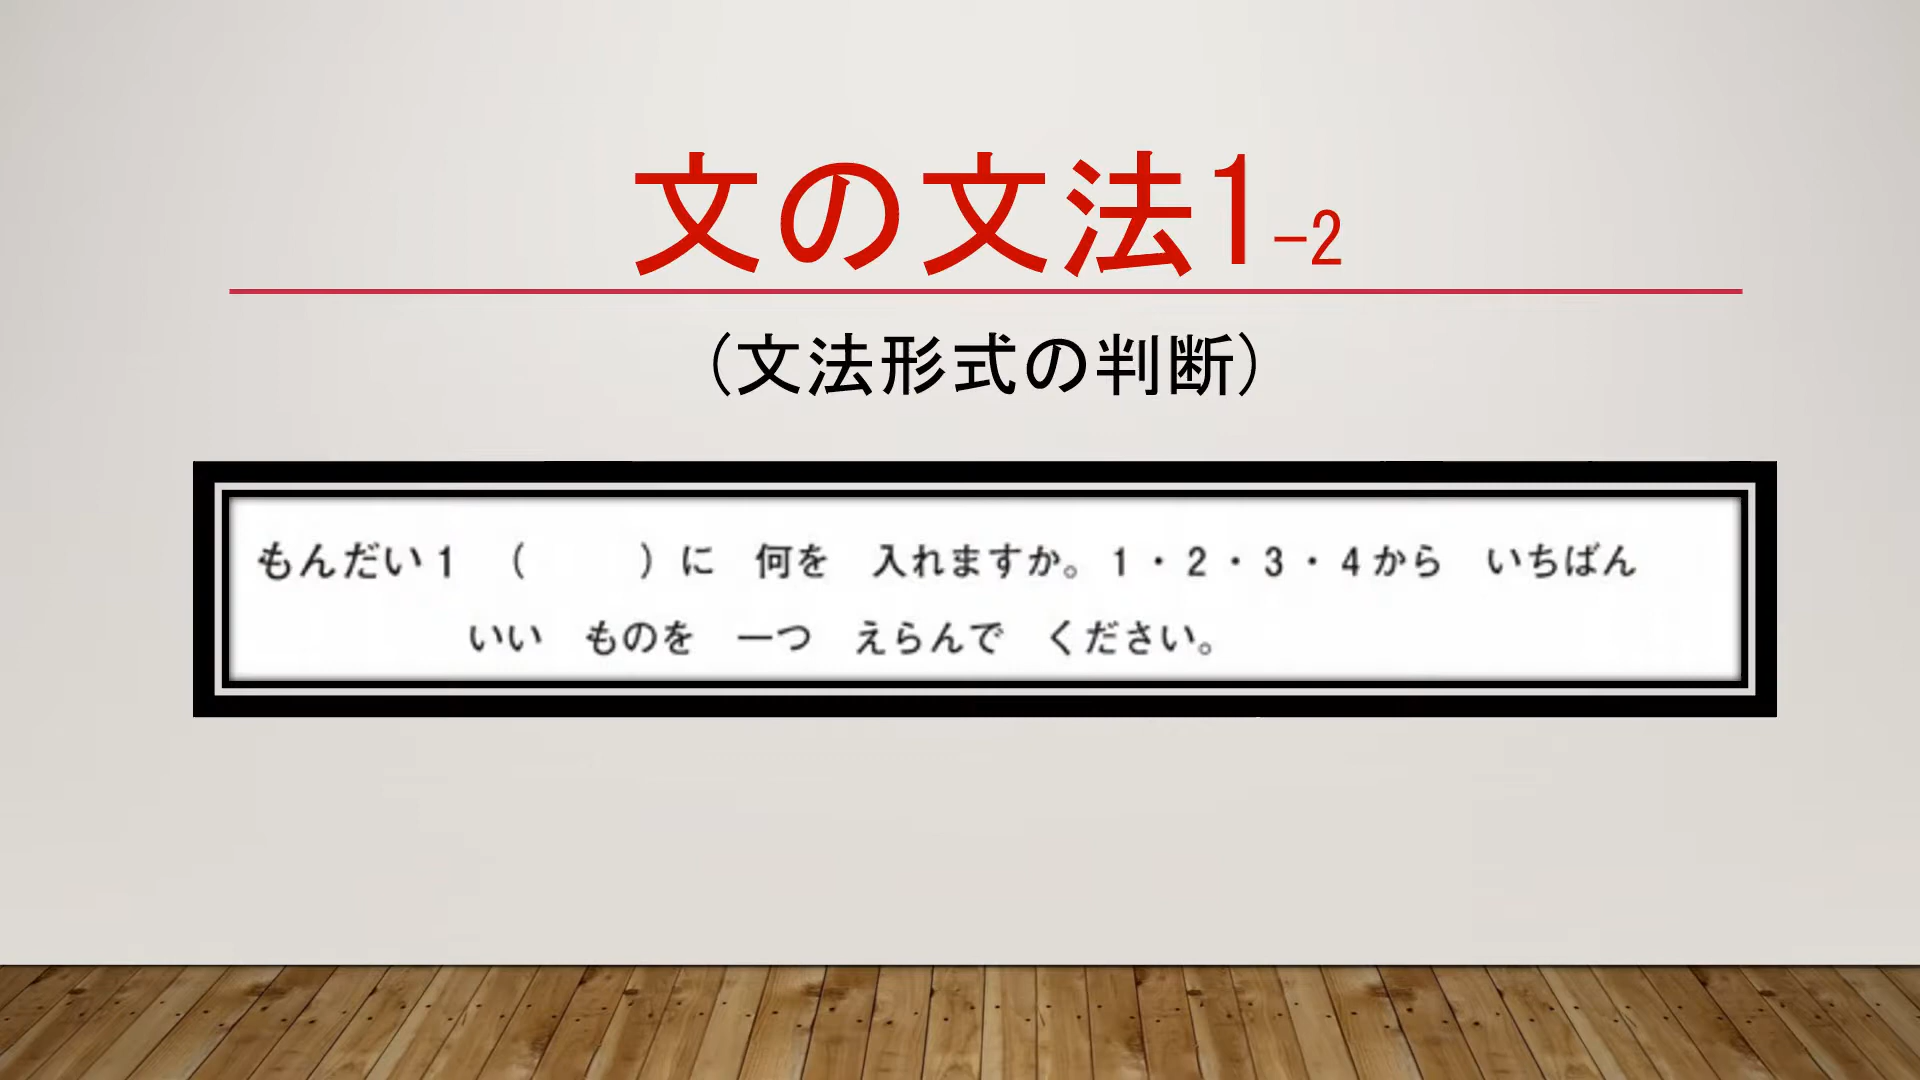 文の文法1-2
(文法形式の判断)
もんだい1 (　　　)に 何を 入れますか。1・2・3・4から いちばん
いい ものを 一つ えらんで ください。